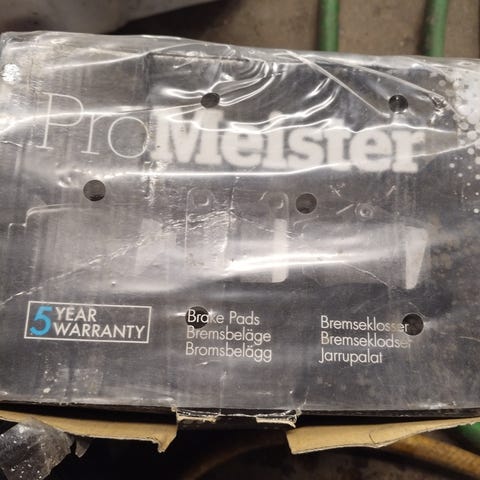 ProMeister
5 YEAR
WARRANTY
Brake Pads
Bremsbeläge
Bromsbelägg
Bremseklosser
Bremseklodser
Jarrupalat